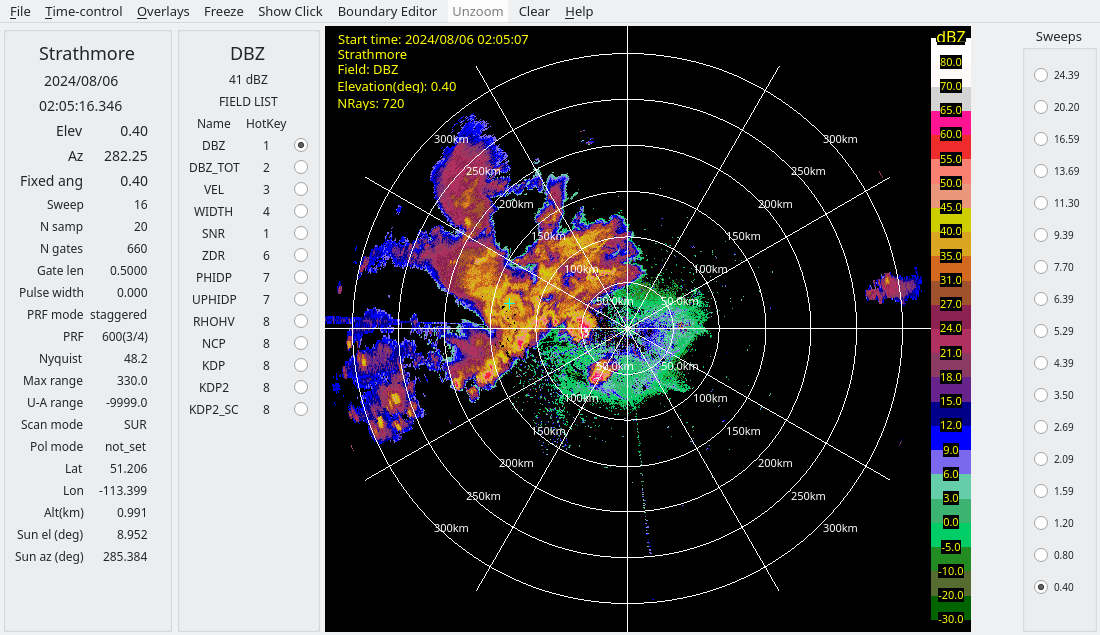 File Time-control Overlays Freeze Show Click Boundary Editor Unzoom Clear Help
Strathmore
2024/08/06
02:05:16.346
Elev 0.40
Az 282.25
Fixed ang 0.40
Sweep 16
N samp 20
N gates 660
Gate len 0.5000
Pulse width 0.000
PRF mode staggered
PRF 600(3/4)
Nyquist 48.2
Max range 330.0
U-A range -9999.0
Scan mode SUR
Pol mode not_set
Lat 51.206
Lon -113.399
Alt(km) 0.991
Sun el (deg) 8.952
Sun az (deg) 285.384
DBZ
41 dBZ
FIELD LIST
Name HotKey
DBZ 1
DBZ_TOT 2
VEL 3
WIDTH 4
SNR 1
ZDR 6
PHIDP 7
UPHIDP 7
RHOHV 8
NCP 8
KDP 8
KDP2 8
KDP2_SC 8
Start time: 2024/08/06 02:05:07
Strathmore
Field: DBZ
Elevation(deg): 0.40
NRays: 720
300km 300km
250km 250km
200km 200km
150km 150km
100km 100km
50.0km 50.0km
50.0km 50.0km
100km 100km
150km 150km
200km 200km
250km 250km
300km 300km
dBZ
80.0
70.0
65.0
60.0
55.0
50.0
45.0
40.0
35.0
31.0
27.0
24.0
21.0
18.0
15.0
12.0
9.0
6.0
3.0
0.0
-5.0
-10.0
-20.0
-30.0
Sweeps
24.39
20.20
16.59
13.69
11.30
9.39
7.70
6.39
5.29
4.39
3.50
2.69
2.09
1.59
1.20
0.80
0.40